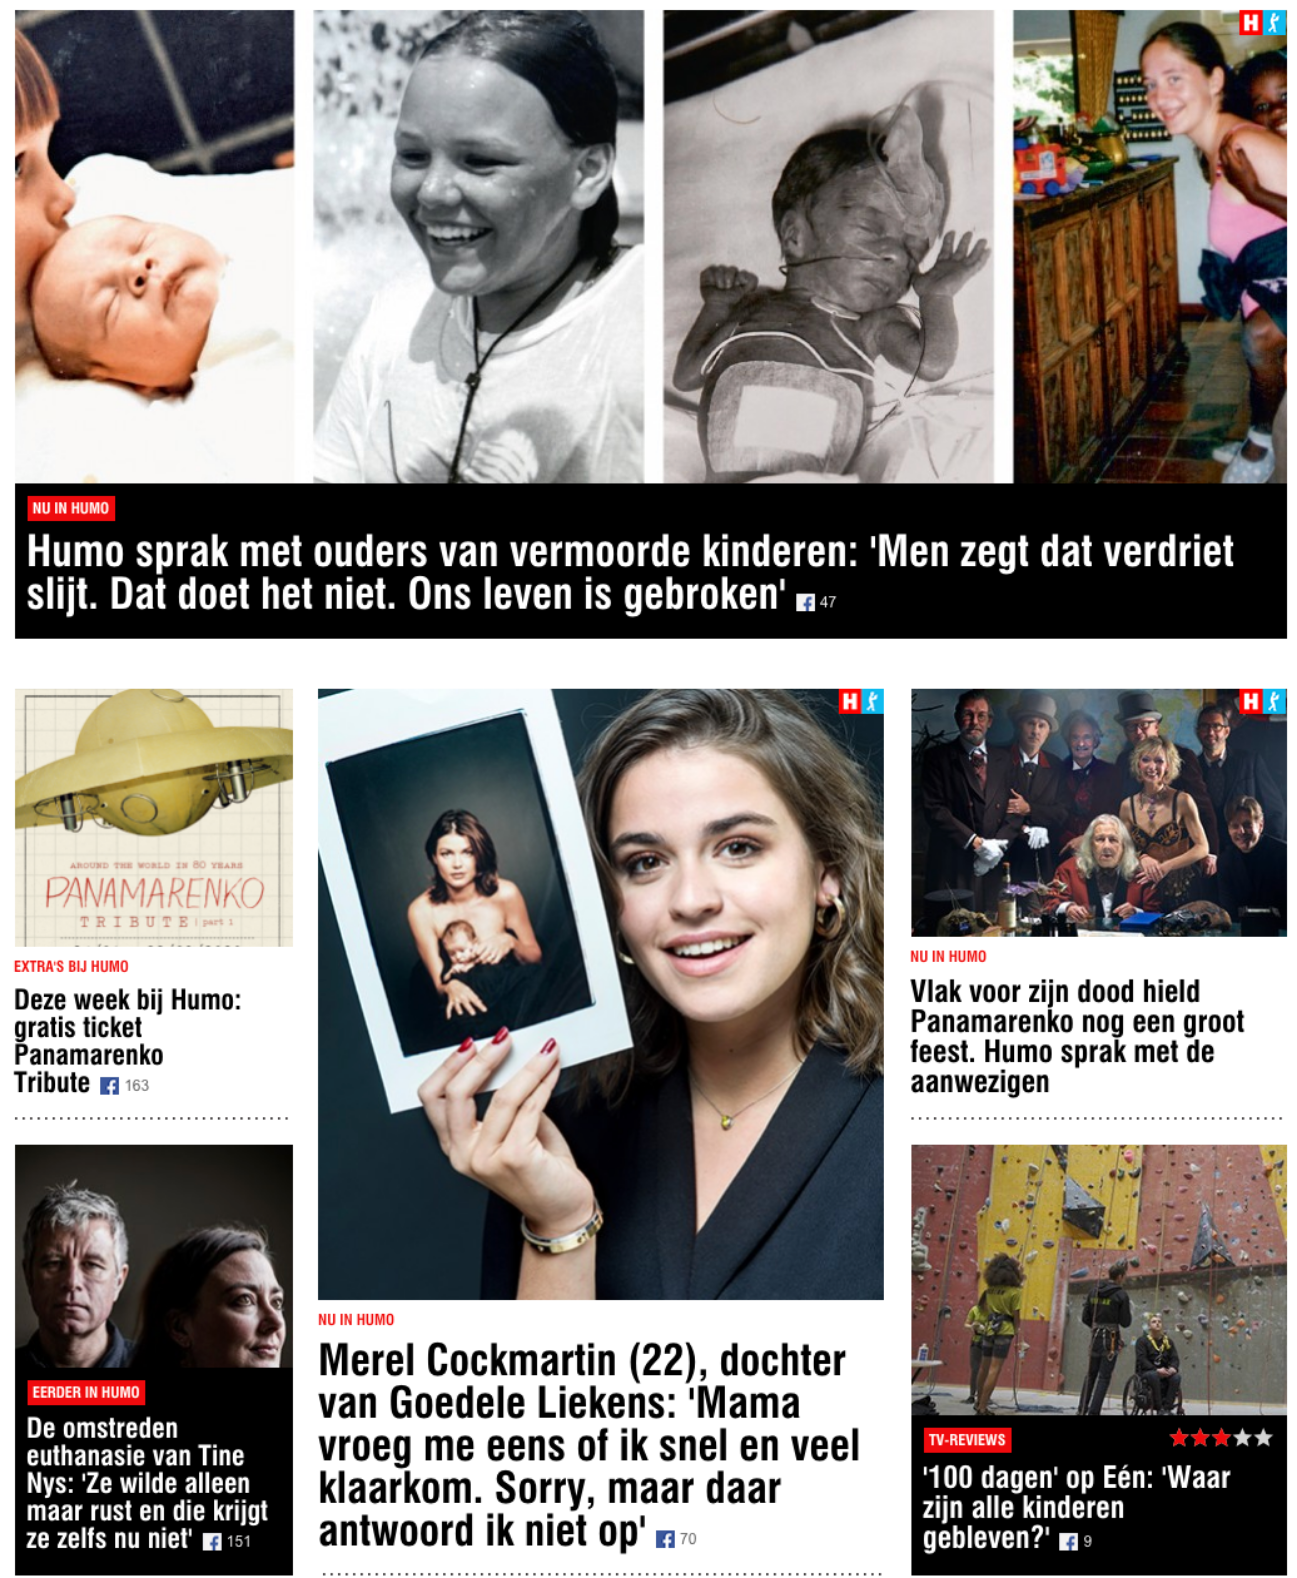 H
NU IN HUMO
Humo sprak met ouders van vermoorde kinderen: 'Men zegt dat verdriet
slijt. Dat doet het niet. Ons leven is gebroken' f 47
AROUND THE WORLD IN 80 YEARS
PANAMARENKO
TRIBUTE | part 1
EXTRA'S BIJ HUMO
Deze week bij Humo:
gratis ticket
Panamarenko
Tribute f 163
EERDER IN HUMO
De omstreden
euthanasie van Tine
Nys: 'Ze wilde alleen
maar rust en die krijgt
ze zelfs nu niet' f 151
H
NU IN HUMO
Merel Cockmartin (22), dochter
van Goedele Liekens: 'Mama
vroeg me eens of ik snel en veel
klaarkom. Sorry, maar daar
antwoord ik niet op' f 70
H
NU IN HUMO
Vlak voor zijn dood hield
Panamarenko nog een groot
feest. Humo sprak met de
aanwezigen
TV-REVIEWS
'100 dagen' op Eén: 'Waar
zijn alle kinderen
gebleven?' f 9